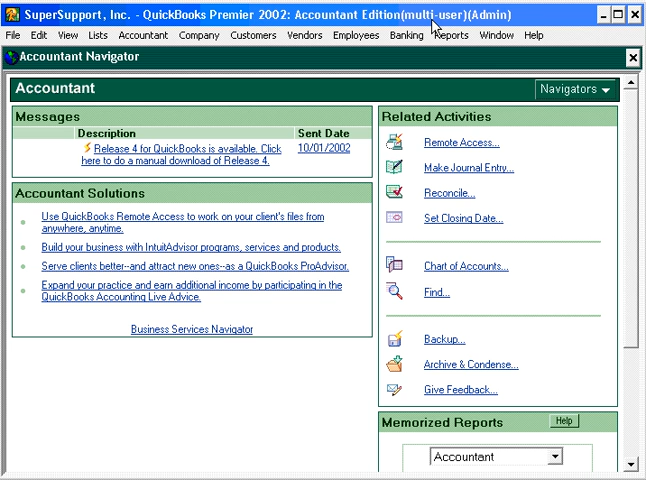 SuperSupport, Inc. - QuickBooks Premier 2002: Accountant Edition(multi-user)(Admin)
File Edit View Lists Accountant Company Customers Vendors Employees Banking Reports Window Help
Accountant Navigator
Accountant
Navigators
Messages
Description Sent Date
Release 4 for QuickBooks is available. Click 10/01/2002
here to do a manual download of Release 4.
Accountant Solutions
Use QuickBooks Remote Access to work on your client's files from
anywhere, anytime.
Build your business with IntuitAdvisor programs, services and products.
Serve clients better--and attract new ones--as a QuickBooks ProAdvisor.
Expand your practice and earn additional income by participating in the
QuickBooks Accounting Live Advice.
Business Services Navigator
Related Activities
Remote Access...
Make Journal Entry...
Reconcile...
Set Closing Date...
Chart of Accounts...
Find...
Backup...
Archive & Condense...
Give Feedback...
Memorized Reports
Help
Accountant